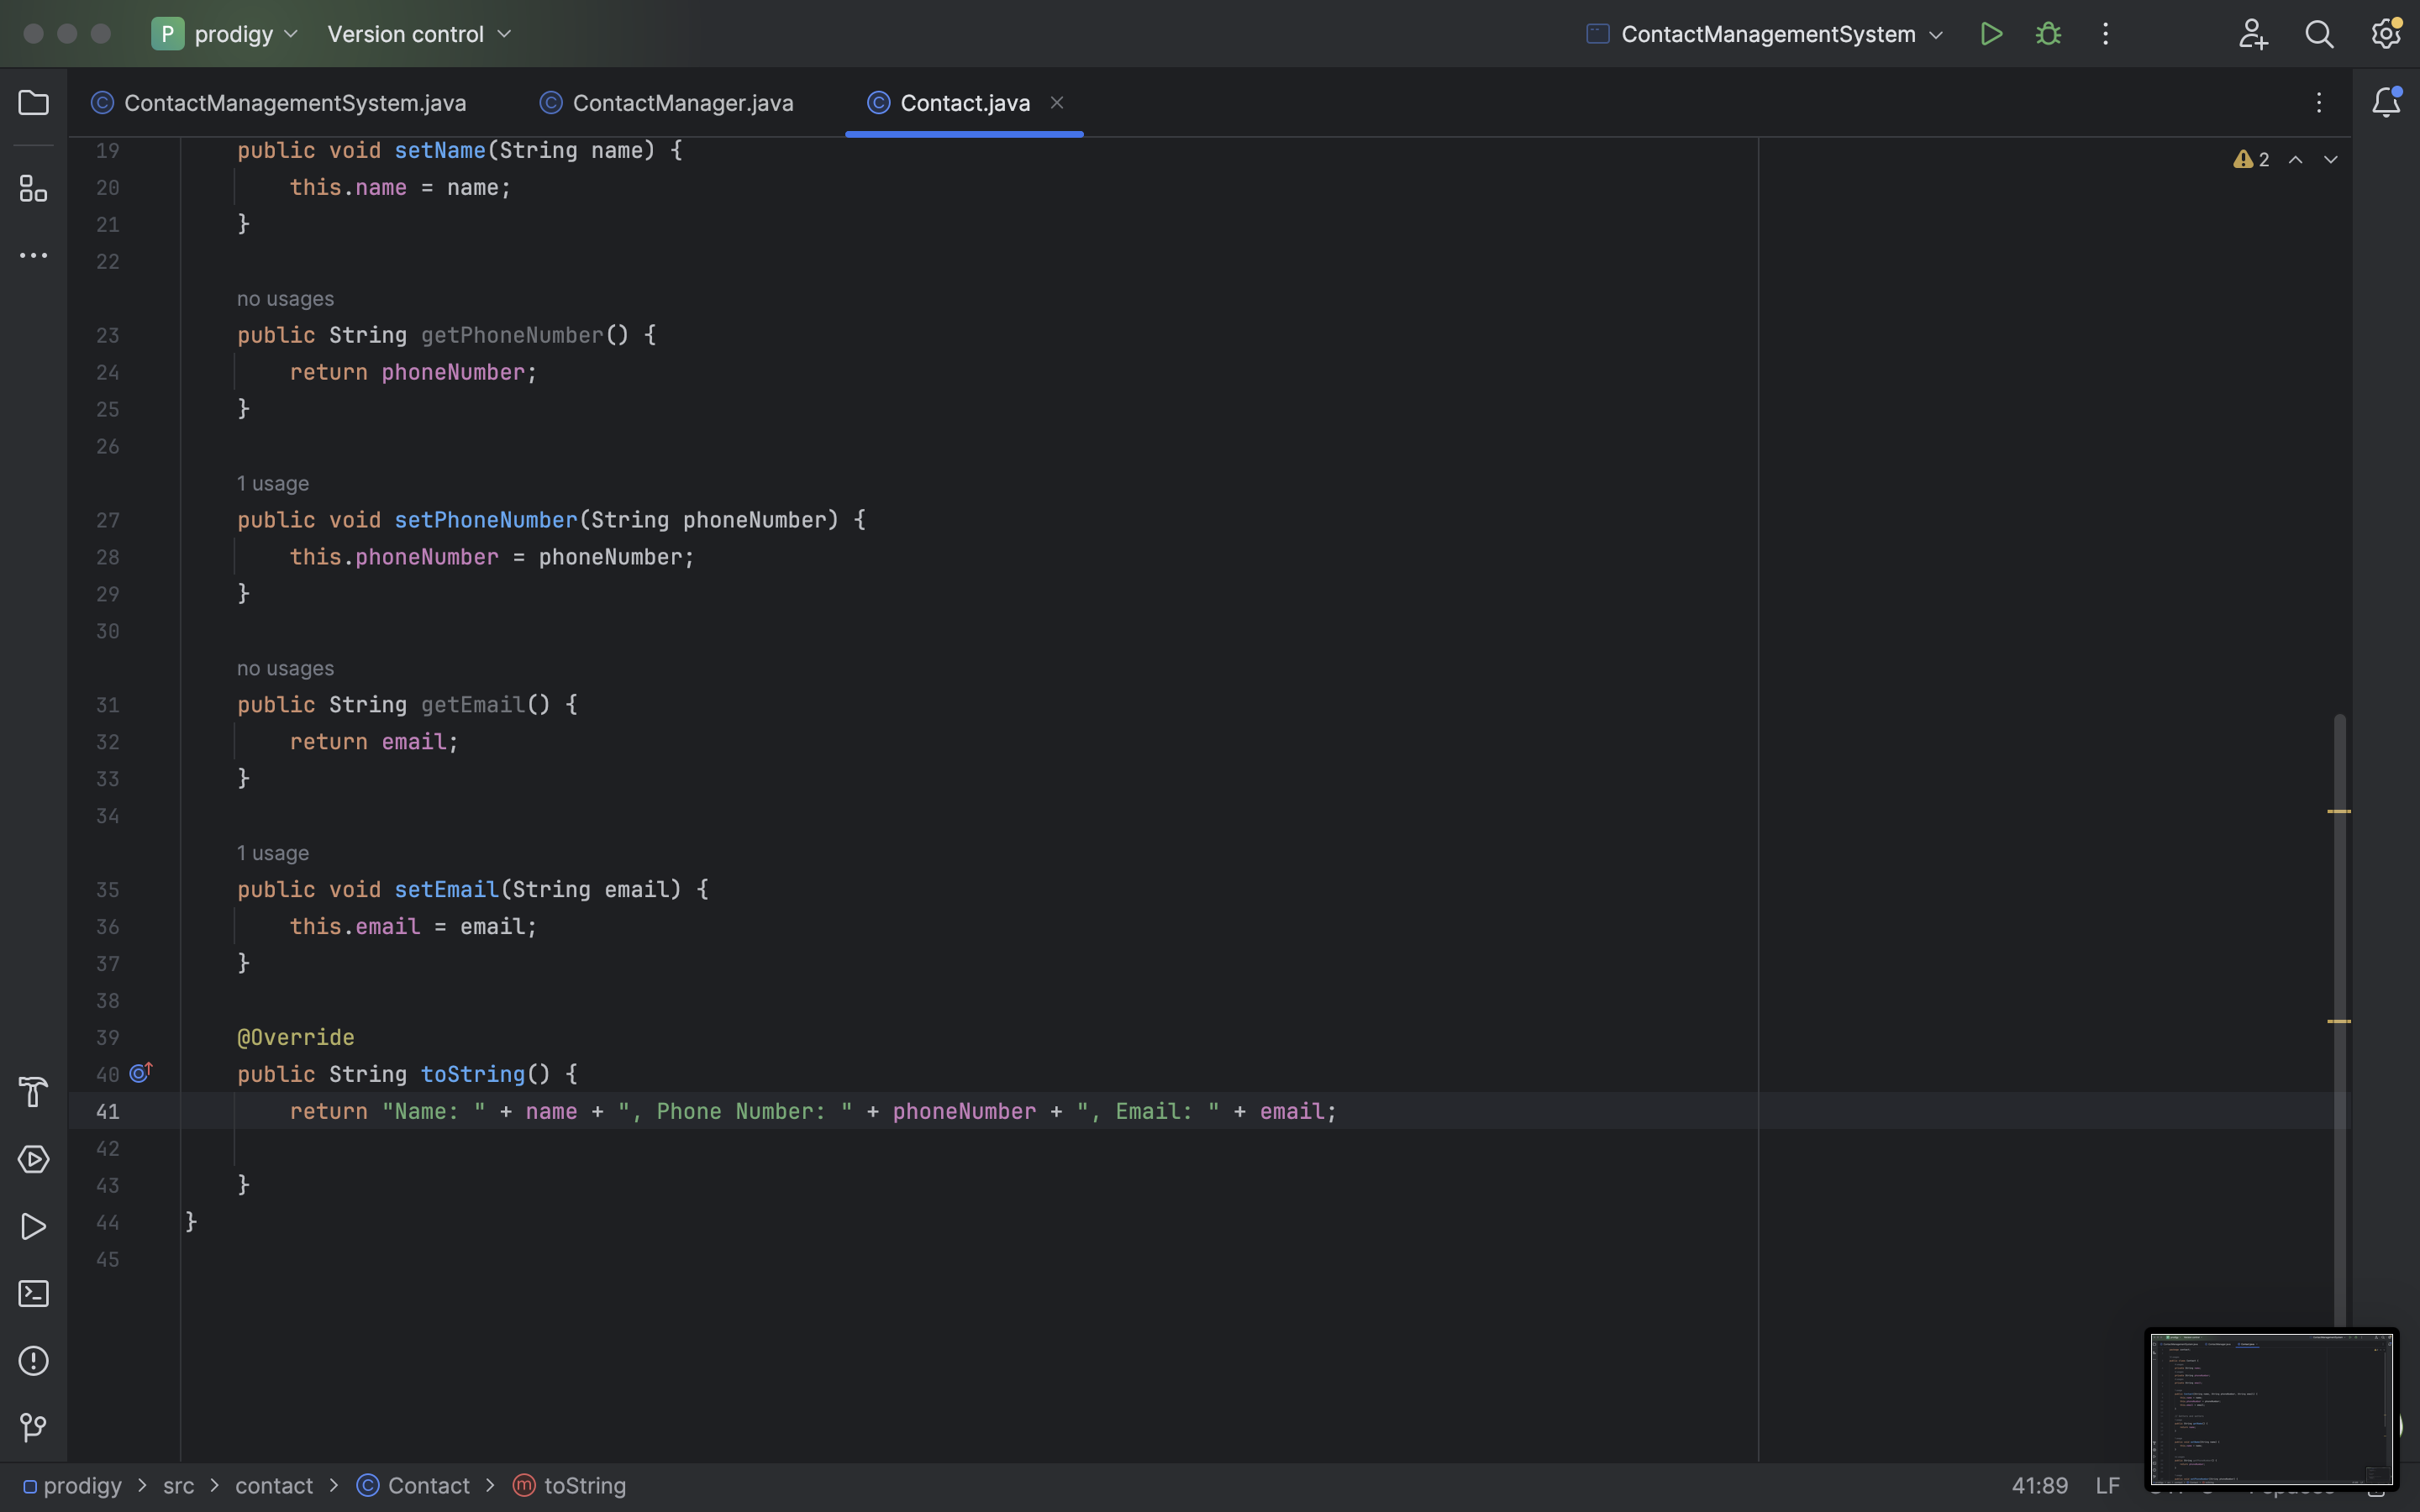 P prodigy Version control ContactManagementSystem
ContactManagementSystem.java ContactManager.java Contact.java
2
19 public void setName(String name) {
20 this.name = name;
21 }
22
no usages
23 public String getPhoneNumber() {
24 return phoneNumber;
25 }
26
1 usage
27 public void setPhoneNumber(String phoneNumber) {
28 this.phoneNumber = phoneNumber;
29 }
30
no usages
31 public String getEmail() {
32 return email;
33 }
34
1 usage
35 public void setEmail(String email) {
36 this.email = email;
37 }
38
39 @Override
40 public String toString() {
41 return "Name: " + name + ", Phone Number: " + phoneNumber + ", Email: " + email;
42
43 }
44 }
45
prodigy > src > contact > Contact > toString 41:89 LF